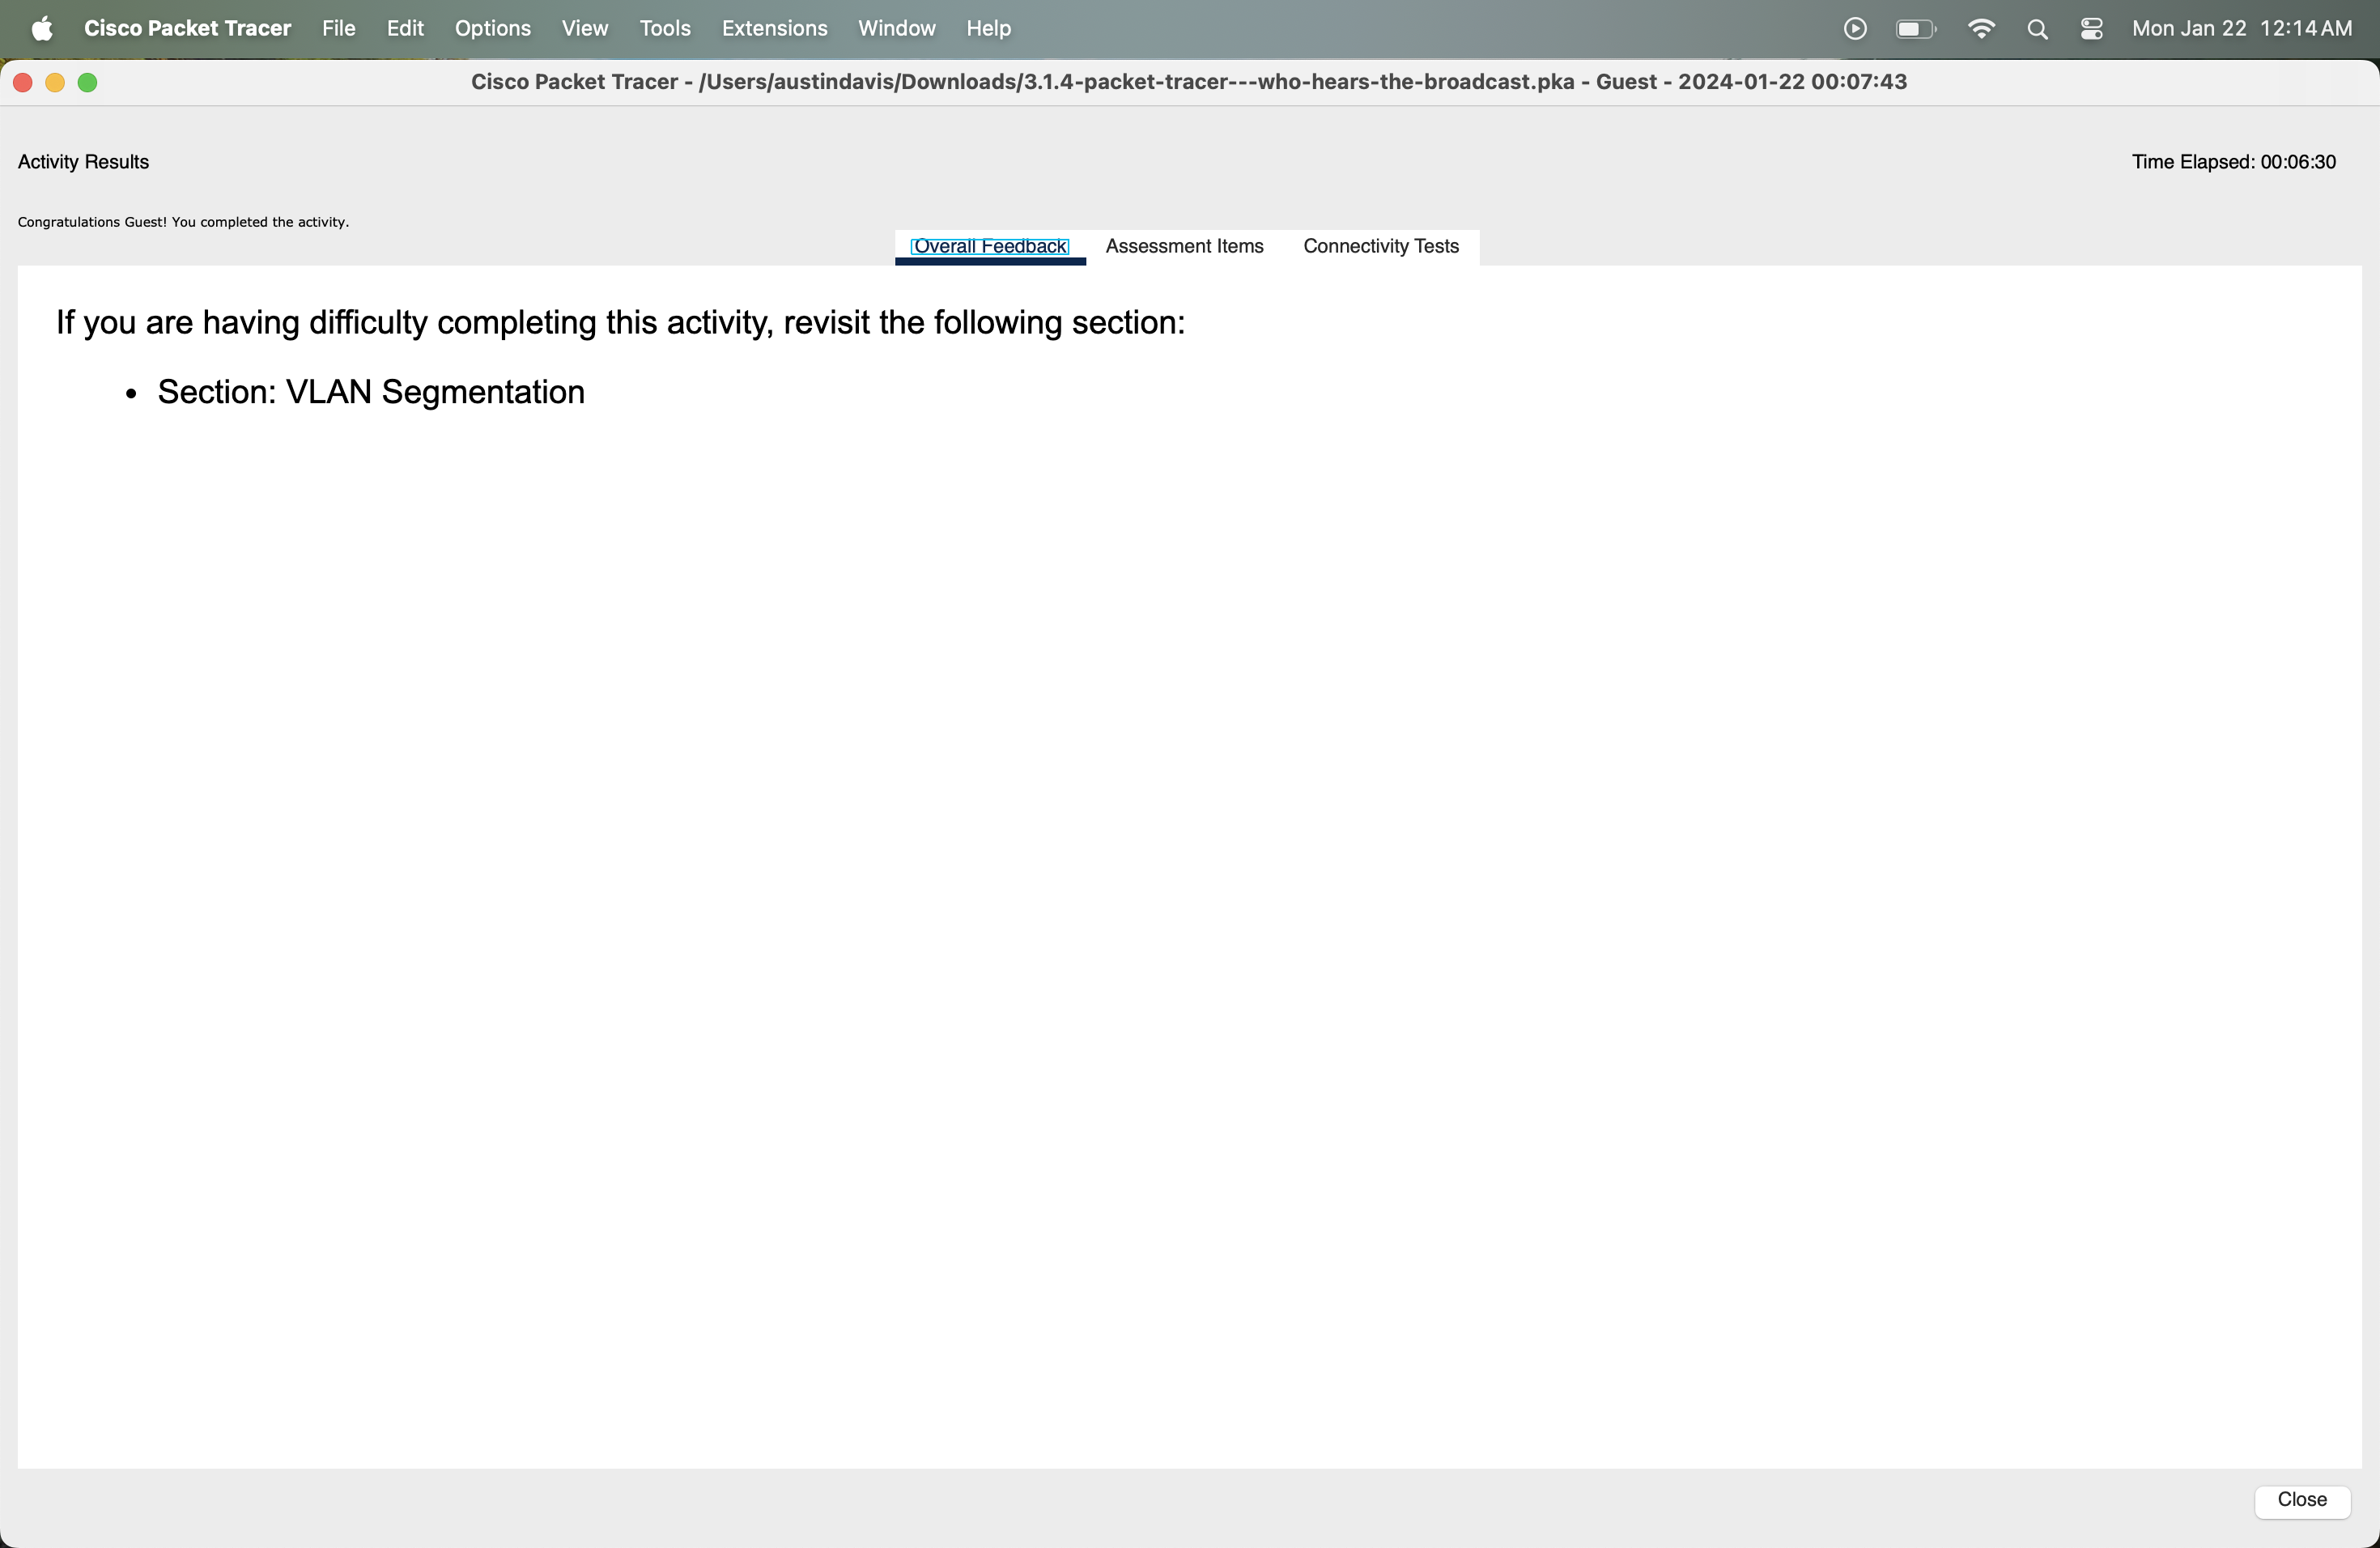 Cisco Packet Tracer File Edit Options View Tools Extensions Window Help Mon Jan 22 12:14 AM
Cisco Packet Tracer - /Users/austindavis/Downloads/3.1.4-packet-tracer---who-hears-the-broadcast.pka - Guest - 2024-01-22 00:07:43
Activity Results Time Elapsed: 00:06:30
Congratulations Guest! You completed the activity.
Overall Feedback Assessment Items Connectivity Tests
If you are having difficulty completing this activity, revisit the following section:
• Section: VLAN Segmentation
Close